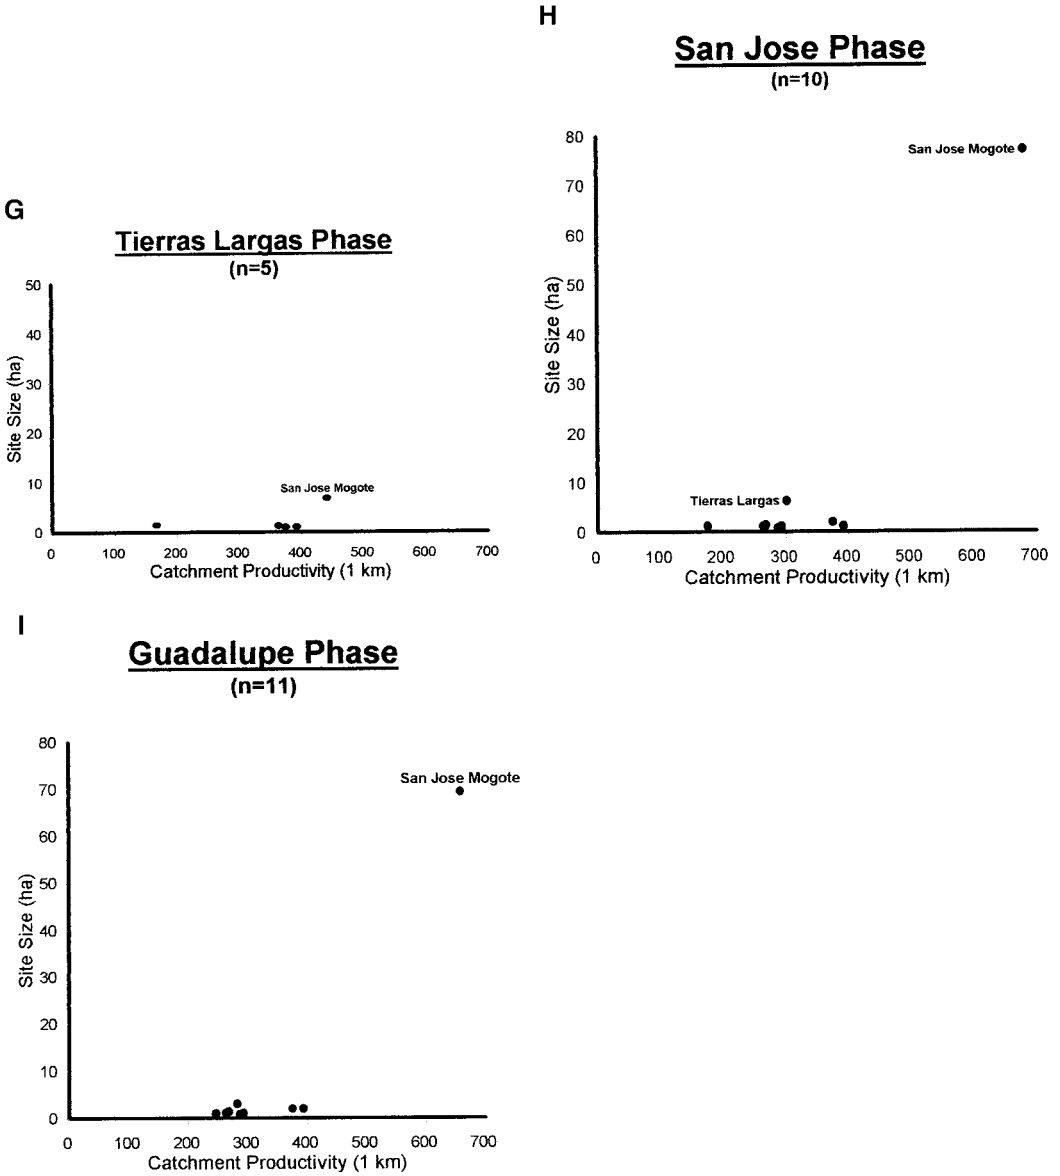 H
San Jose Phase
(n=10)
80
San Jose Mogote
70
60
50
40
30
20
10
Tierras Largas
0
Site Size (ha)
0 100 200 300 400 500 600 700
Catchment Productivity (1 km)
G
Tierras Largas Phase
(n=5)
50
40
30
20
10
San Jose Mogote
0
Site Size (ha)
0 100 200 300 400 500 600 700
Catchment Productivity (1 km)
I
Guadalupe Phase
(n=11)
80
San Jose Mogote
70
60
50
40
30
20
10
0
Site Size (ha)
0 100 200 300 400 500 600 700
Catchment Productivity (1 km)